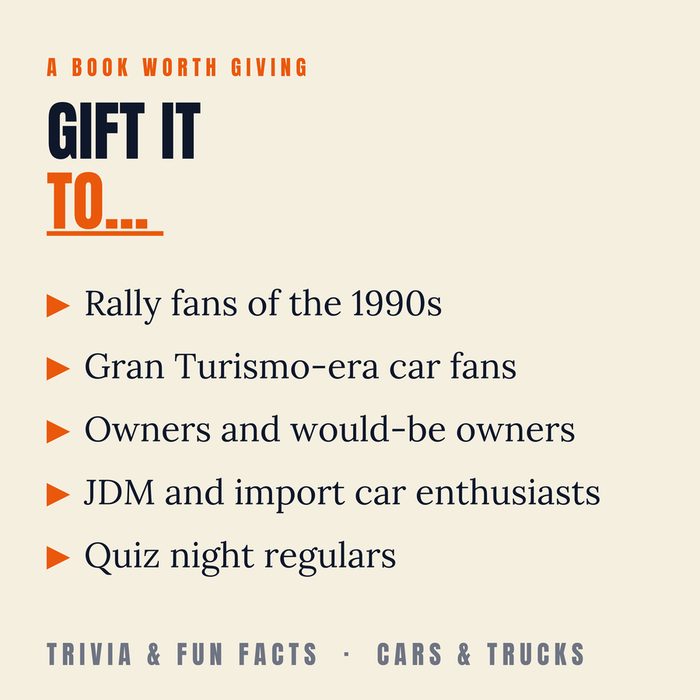 A BOOK WORTH GIVING
GIFT IT
TO...
▶ Rally fans of the 1990s
▶ Gran Turismo-era car fans
▶ Owners and would-be owners
▶ JDM and import car enthusiasts
▶ Quiz night regulars
TRIVIA & FUN FACTS · CARS & TRUCKS